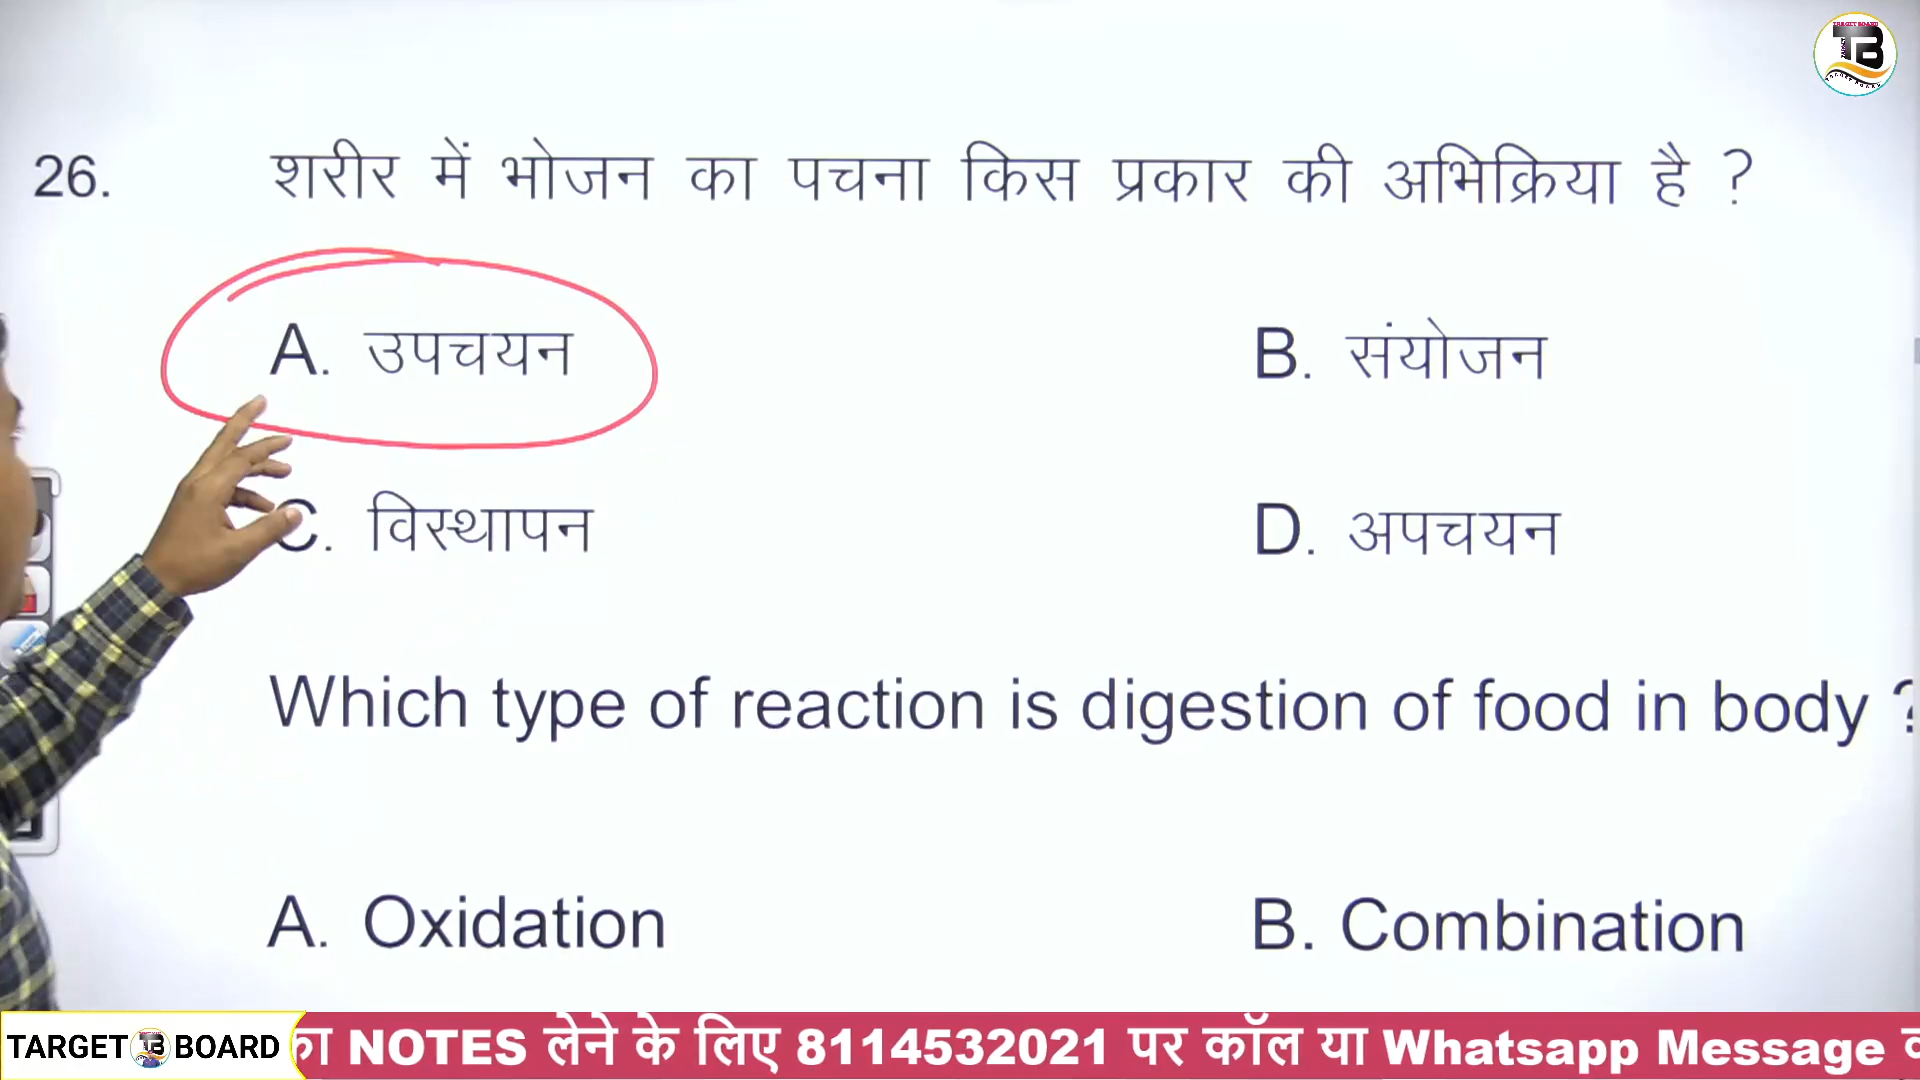 26. शरीर में भोजन का पचना किस प्रकार की अभिक्रिया है ?
A. उपचयन B. संयोजन
C. विस्थापन D. अपचयन
Which type of reaction is digestion of food in body ?
A. Oxidation B. Combination
TARGET BOARD का NOTES लेने के लिए 8114532021 पर कॉल या Whatsapp Message